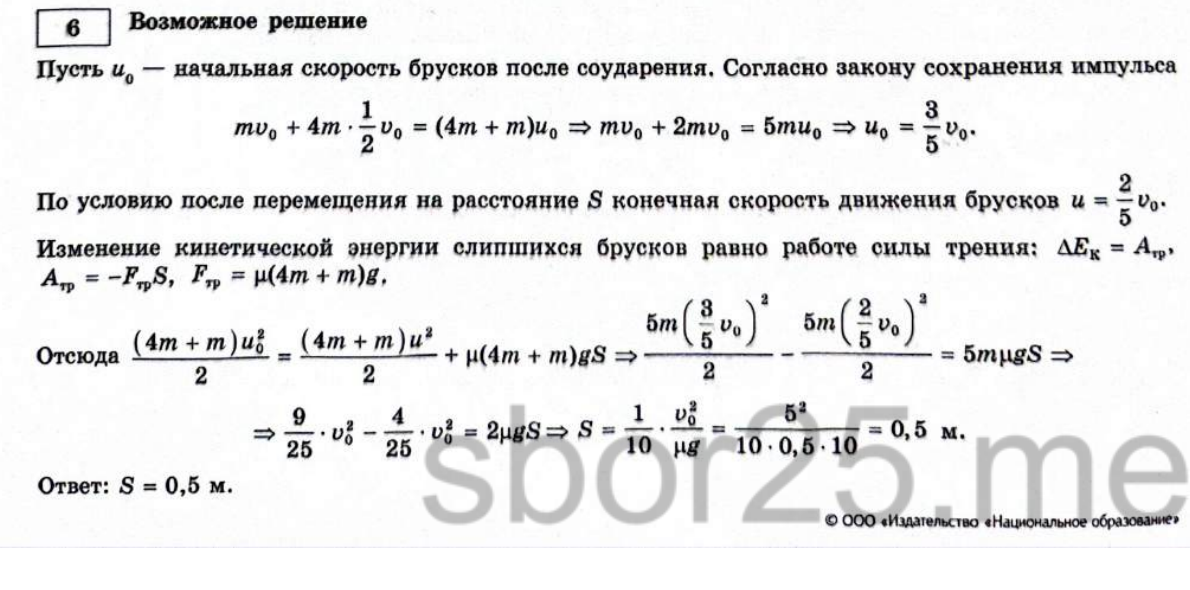 6 Возможное решение
Пусть u₀ — начальная скорость брусков после соударения. Согласно закону сохранения импульса
mv₀ + 4m · 1/2 v₀ = (4m + m)u₀ ⇒ mv₀ + 2mv₀ = 5mu₀ ⇒ u₀ = 3/5 v₀.
По условию после перемещения на расстояние S конечная скорость движения брусков u = 2/5 v₀.
Изменение кинетической энергии слипшихся брусков равно работе силы трения: ΔEₖ = Aтр,
Aтр = –FтрS, Fтр = μ(4m + m)g.
Отсюда (4m + m)u₀²/2 = (4m + m)u²/2 + μ(4m + m)gS ⇒ 5m(3/5 v₀)²/2 – 5m(2/5 v₀)²/2 = 5mμgS ⇒
⇒ 9/25 · v₀² – 4/25 · v₀² = 2μgS ⇒ S = 1/10 · v₀²/μg = 5²/(10 · 0,5 · 10) = 0,5 м.
Ответ: S = 0,5 м.
sbor25.me
© ООО «Издательство «Национальное образование»